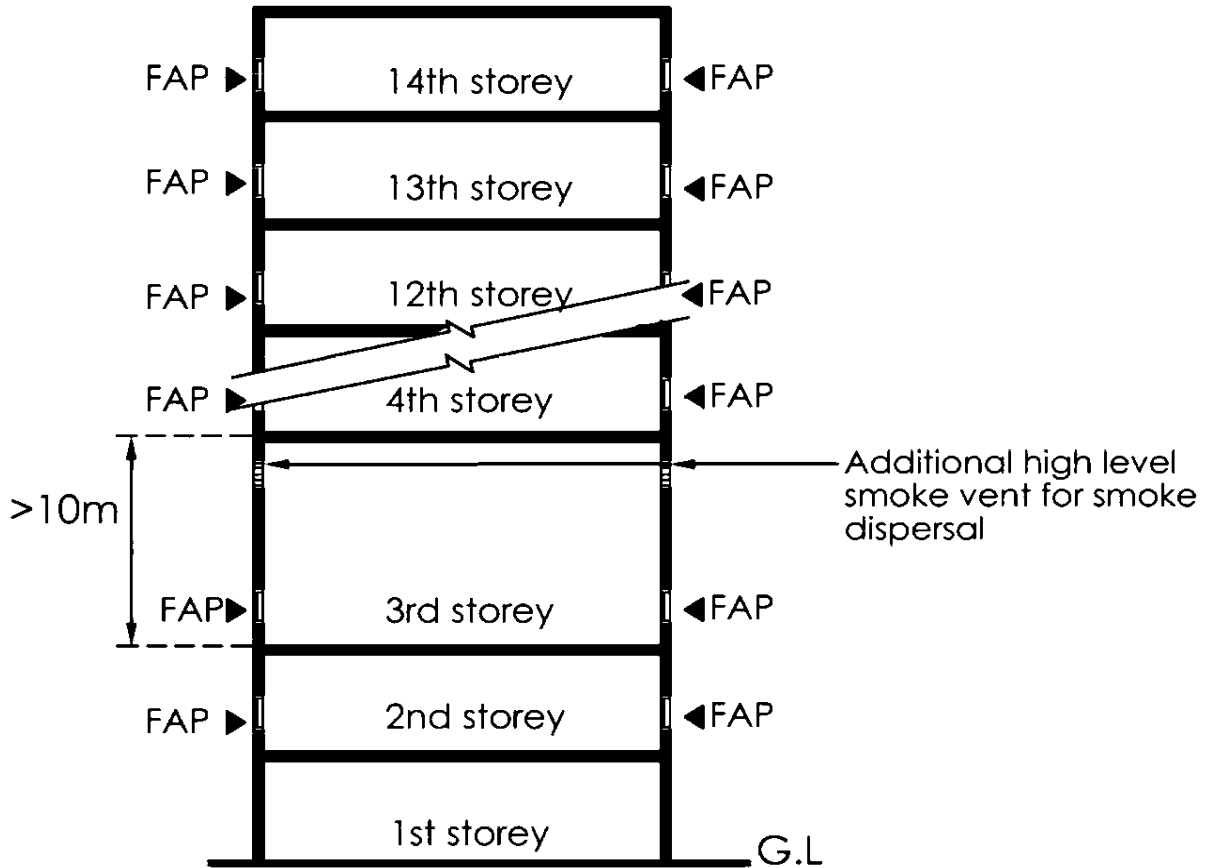 FAP 14th storey FAP
FAP 13th storey FAP
FAP 12th storey FAP
FAP 4th storey FAP
Additional high level
smoke vent for smoke
dispersal
>10m
FAP 3rd storey FAP
FAP 2nd storey FAP
1st storey
G.L